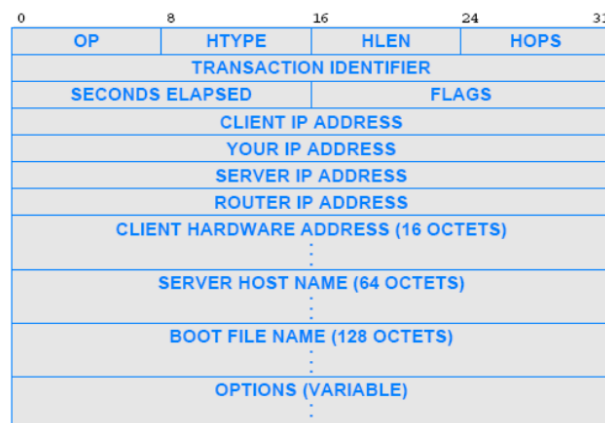 0 8 16 24 31
OP HTYPE HLEN HOPS
TRANSACTION IDENTIFIER
SECONDS ELAPSED FLAGS
CLIENT IP ADDRESS
YOUR IP ADDRESS
SERVER IP ADDRESS
ROUTER IP ADDRESS
CLIENT HARDWARE ADDRESS (16 OCTETS)
SERVER HOST NAME (64 OCTETS)
BOOT FILE NAME (128 OCTETS)
OPTIONS (VARIABLE)